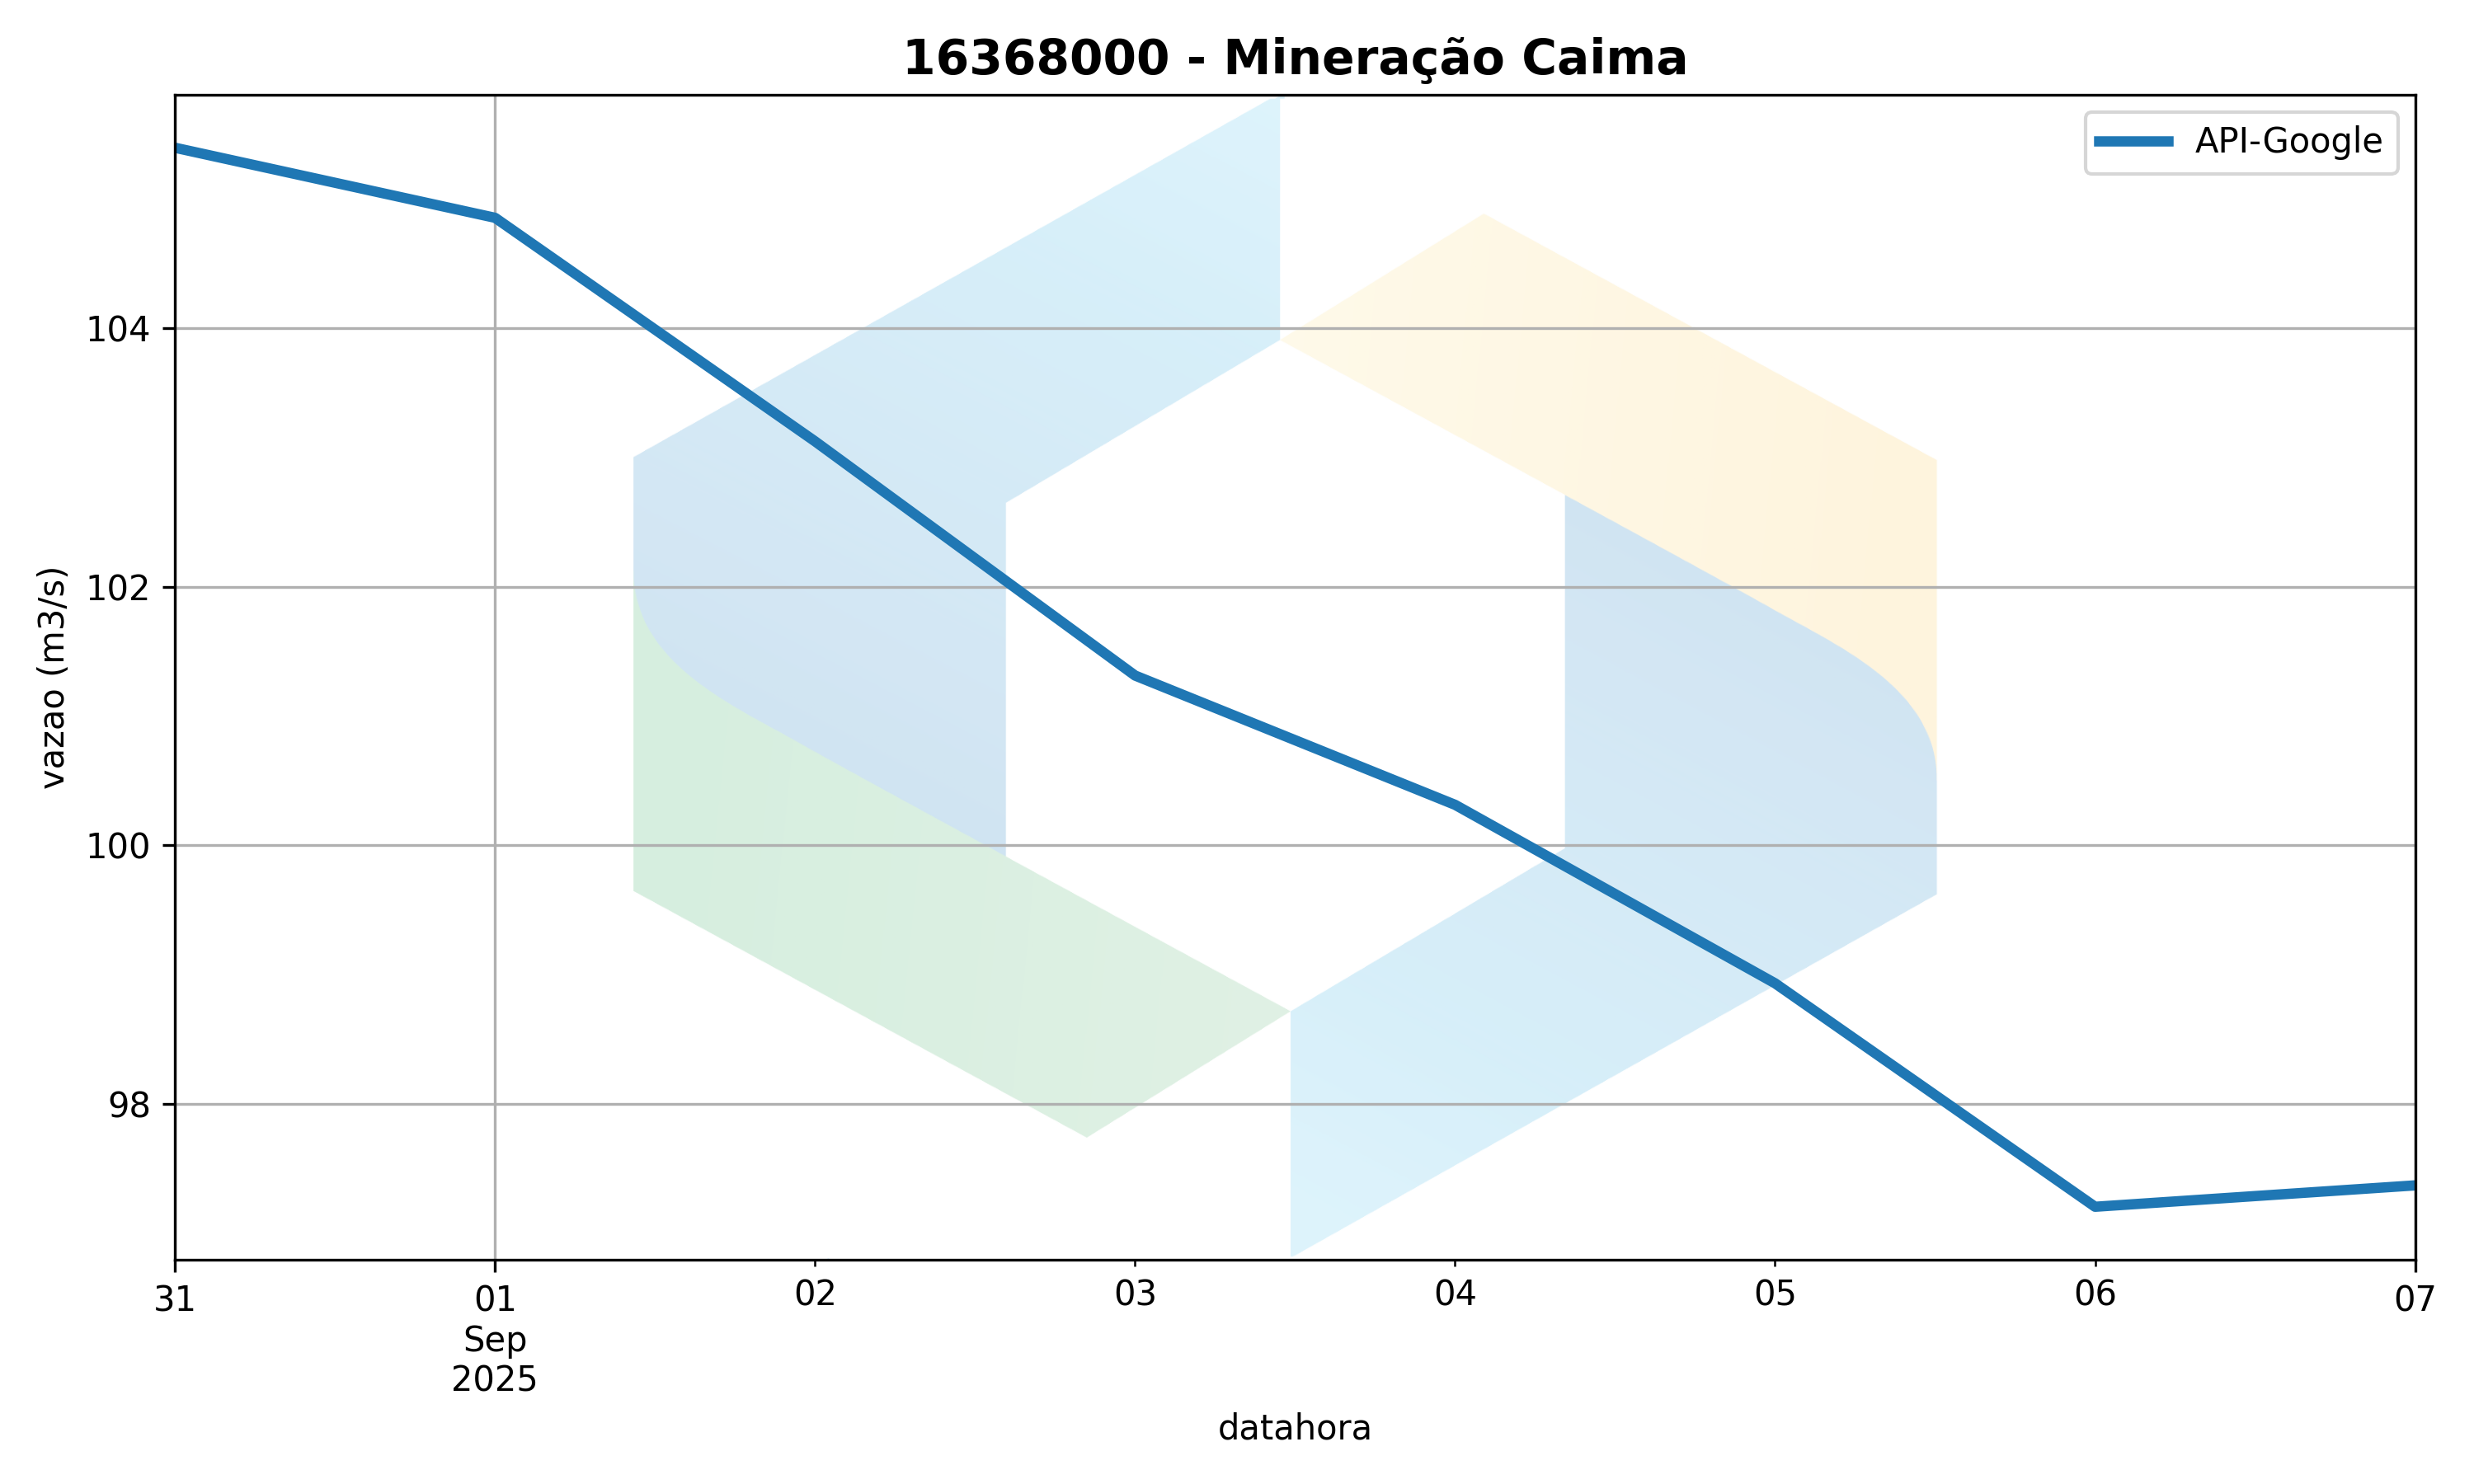 16368000 - Mineração Caima
API-Google
104
102
100
98
vazao (m3/s)
31
01
02
03
04
05
06
07
Sep
2025
datahora